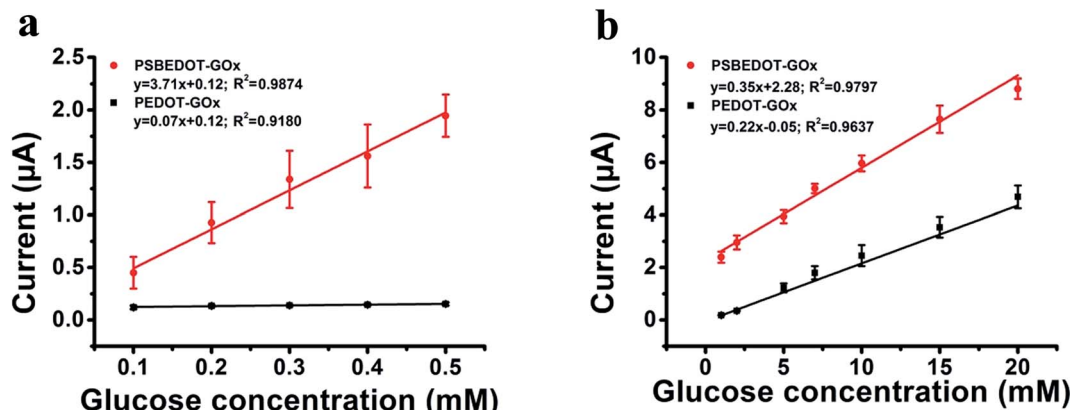 a
2.5
2.0
1.5
1.0
0.5
0.0
Current (µA)
PSBEDOT-GOx
y=3.71x+0.12; R²=0.9874
PEDOT-GOx
y=0.07x+0.12; R²=0.9180
0.1 0.2 0.3 0.4 0.5
Glucose concentration (mM)
b
10
8
6
4
2
0
Current (µA)
PSBEDOT-GOx
y=0.35x+2.28; R²=0.9797
PEDOT-GOx
y=0.22x-0.05; R²=0.9637
0 5 10 15 20
Glucose concentration (mM)